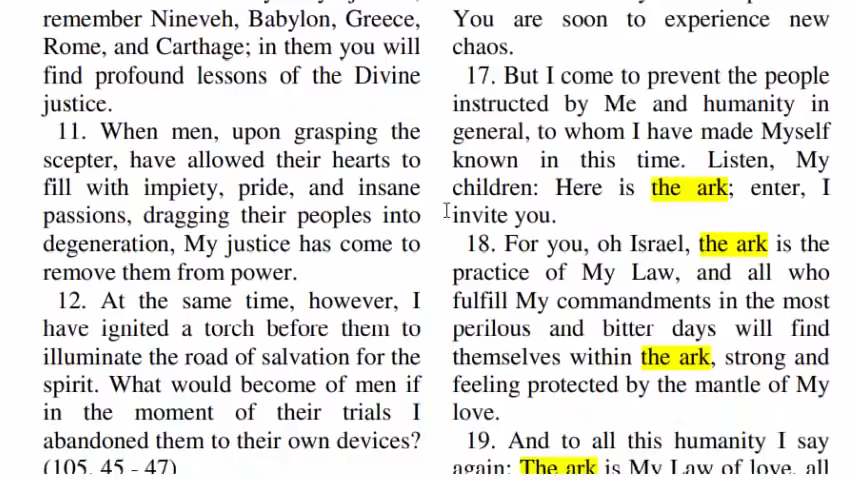 remember Nineveh, Babylon, Greece,
Rome, and Carthage; in them you will
find profound lessons of the Divine
justice.
11. When men, upon grasping the
scepter, have allowed their hearts to
fill with impiety, pride, and insane
passions, dragging their peoples into
degeneration, My justice has come to
remove them from power.
12. At the same time, however, I
have ignited a torch before them to
illuminate the road of salvation for the
spirit. What would become of men if
in the moment of their trials I
abandoned them to their own devices?
(105, 45 - 47)
You are soon to experience new
chaos.
17. But I come to prevent the people
instructed by Me and humanity in
general, to whom I have made Myself
known in this time. Listen, My
children: Here is the ark; enter, I
invite you.
18. For you, oh Israel, the ark is the
practice of My Law, and all who
fulfill My commandments in the most
perilous and bitter days will find
themselves within the ark, strong and
feeling protected by the mantle of My
love.
19. And to all this humanity I say
again: The ark is My Law of love, all